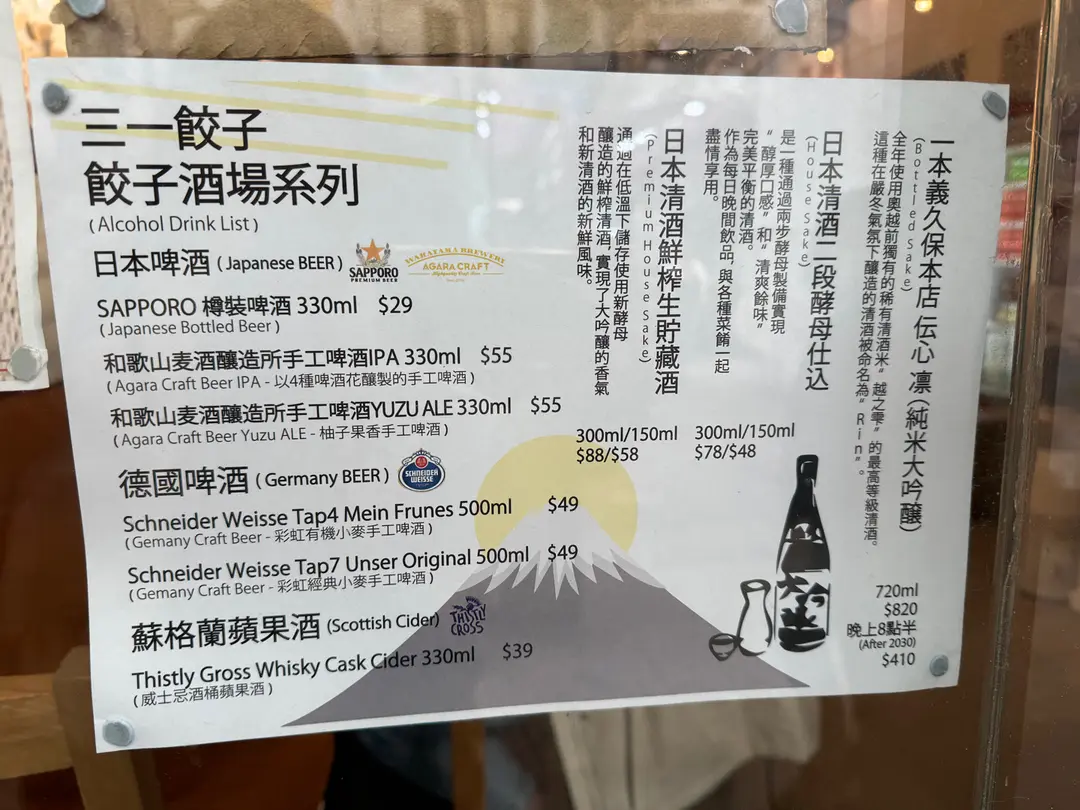 三一餃子
餃子酒場系列
(Alcohol Drink List)
日本啤酒 (Japanese BEER)
SAPPORO
PREMIUM BEER
WAKAYAMA BREWERY
AGARA CRAFT
SAPPORO 樽裝啤酒 330ml $29
(Japanese Bottled Beer)
和歌山麦酒醸造所手工啤酒IPA 330ml $55
(Agara Craft Beer IPA - 以4種啤酒花醸製的手工啤酒)
和歌山麦酒醸造所手工啤酒YUZU ALE 330ml $55
(Agara Craft Beer Yuzu ALE - 柚子果香手工啤酒)
德國啤酒 (Germany BEER)
SCHNEIDER
WEISSE
Schneider Weisse Tap4 Mein Frunes 500ml $49
(Gemany Craft Beer - 彩虹有機小麥手工啤酒)
Schneider Weisse Tap7 Unser Original 500ml $49
(Gemany Craft Beer - 彩虹經典小麥手工啤酒)
蘇格蘭蘋果酒 (Scottish Cider)
THISTLY
CROSS
Thistly Gross Whisky Cask Cider 330ml $39
(威士忌酒桶蘋果酒)
一本義久保本店 伝心 凛(純米大吟醸)
(Bottled Sake)
全年使用奧越前獨有的稀有清酒米"越之雫"的最高等級清酒。
這種在嚴冬氣氛下釀造的清酒被命名為"Rin"。
720ml
$820
晚上8點半
(After 2030)
$410
日本清酒二段酵母仕込
(House Sake)
是一種通過兩步酵母製備實現
"醇厚口感"和"清爽餘味"
完美平衡的清酒。
作為每日晚間飲品,與各種菜餚一起
盡情享用。
300ml/150ml
$78/$48
日本清酒鮮榨生貯藏酒
(Premium House Sake)
通過在低溫下儲存使用新酵母
釀造的鮮榨清酒,實現了大吟釀的香氣
和新清酒的新鮮風味。
300ml/150ml
$88/$58